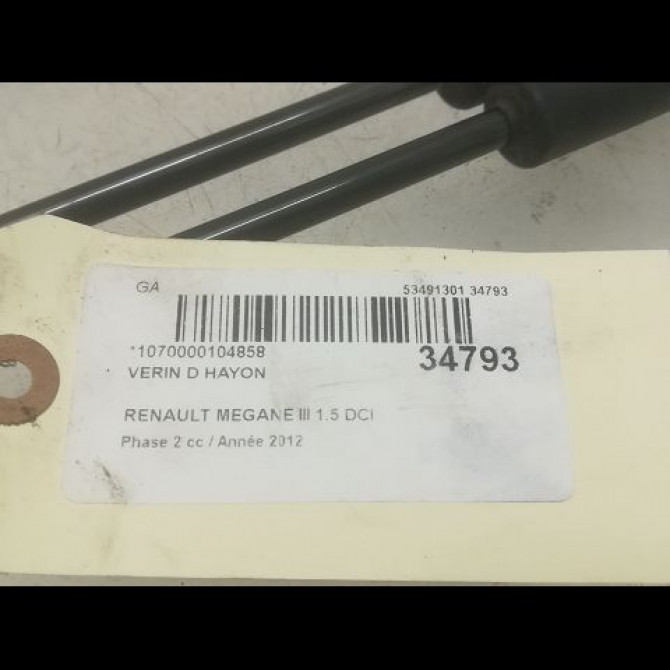 GA 53491301 34793
*1070000104858 34793
VERIN D HAYON
RENAULT MEGANE III 1.5 DCI
Phase 2 cc / Année 2012